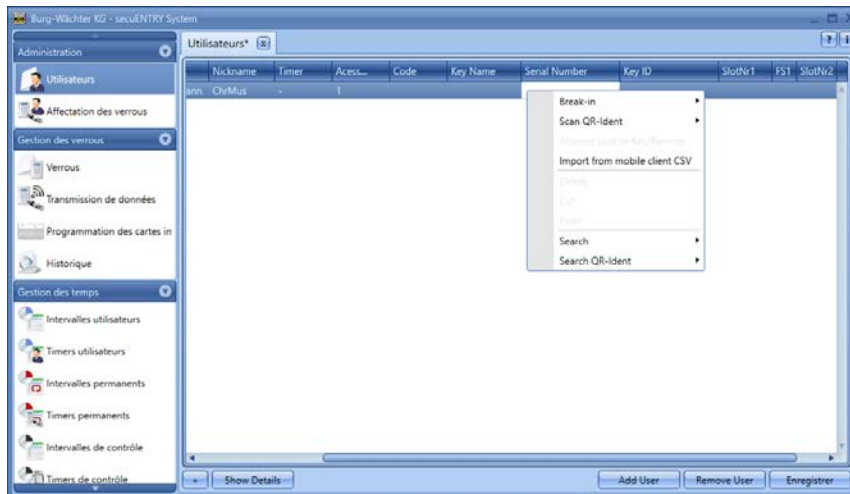 Burg-Wächter KG - secuENTRY System
Administration
Utilisateurs
Affectation des verrous
Gestion des verrous
Verrous
Transmission de données
Programmation des cartes in
Historique
Gestion des temps
Intervalles utilisateurs
Timers utilisateurs
Intervalles permanents
Timers permanents
Intervalles de contrôle
Timers de contrôle
Utilisateurs*
Nickname Timer Acess... Code Key Name Serial Number Key ID SlotNr1 FS1 SlotNr2
ann ChrMus - 1
Break-in
Scan QR-Ident
Import from mobile client CSV
Delete
Search
Search QR-Ident
Show Details
Add User
Remove User
Enregistrer